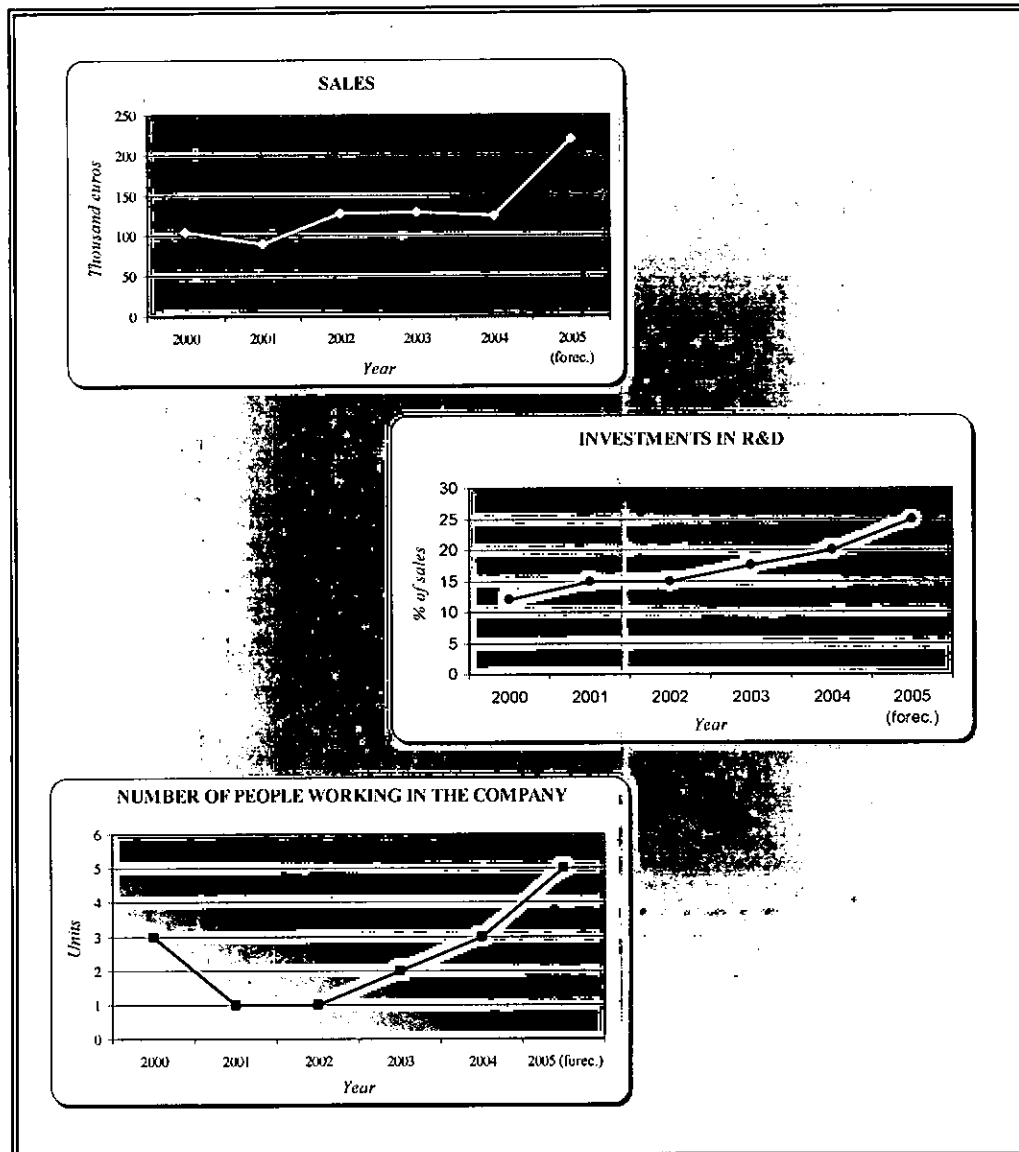 SALES
250
200
150
100
50
0
Thousand euros
2000 2001 2002 2003 2004 2005
(forec.)
Year
INVESTMENTS IN R&D
30
25
20
15
10
5
0
% of sales
2000 2001 2002 2003 2004 2005
(forec.)
Year
NUMBER OF PEOPLE WORKING IN THE COMPANY
6
5
4
3
2
1
0
Units
2000 2001 2002 2003 2004 2005 (forec.)
Year